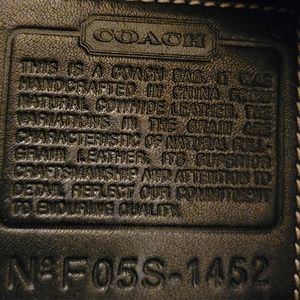 COACH
THIS IS A COACH BAG. IT WAS
HANDCRAFTED IN CHINA FROM
NATURAL COWHIDE LEATHER. THE
VARIATIONS IN THE GRAIN ARE
CHARACTERISTIC OF NATURAL FULL-
GRAIN LEATHER. ITS SUPERIOR
CRAFTSMANSHIP AND ATTENTION TO
DETAIL REFLECT OUR COMMITMENT
TO ENDURING QUALITY.
Nº F05S-1452